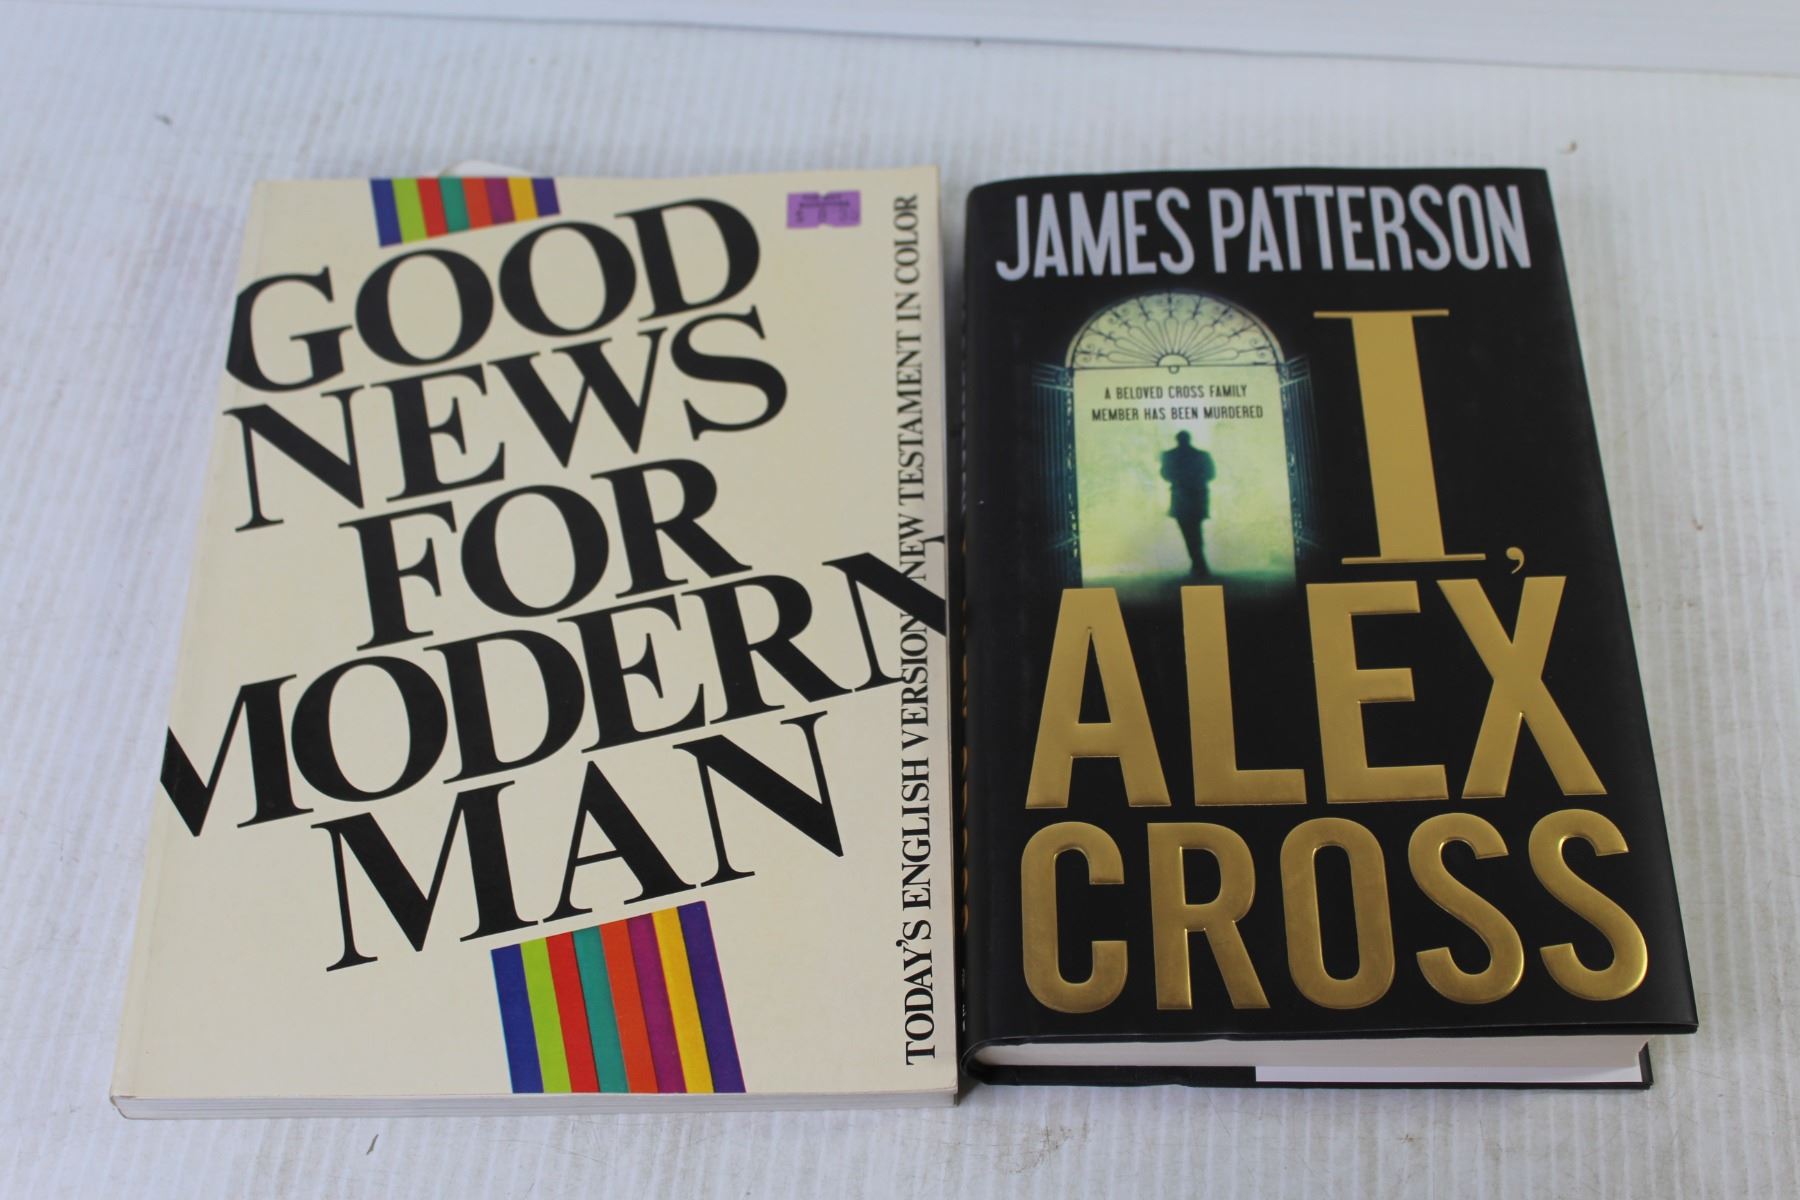 GOOD
NEWS
FOR
MODERN
MAN
TODAY'S ENGLISH VERSION NEW TESTAMENT IN COLOR
JAMES PATTERSON
A BELOVED CROSS FAMILY
MEMBER HAS BEEN MURDERED
I,
ALEX
CROSS